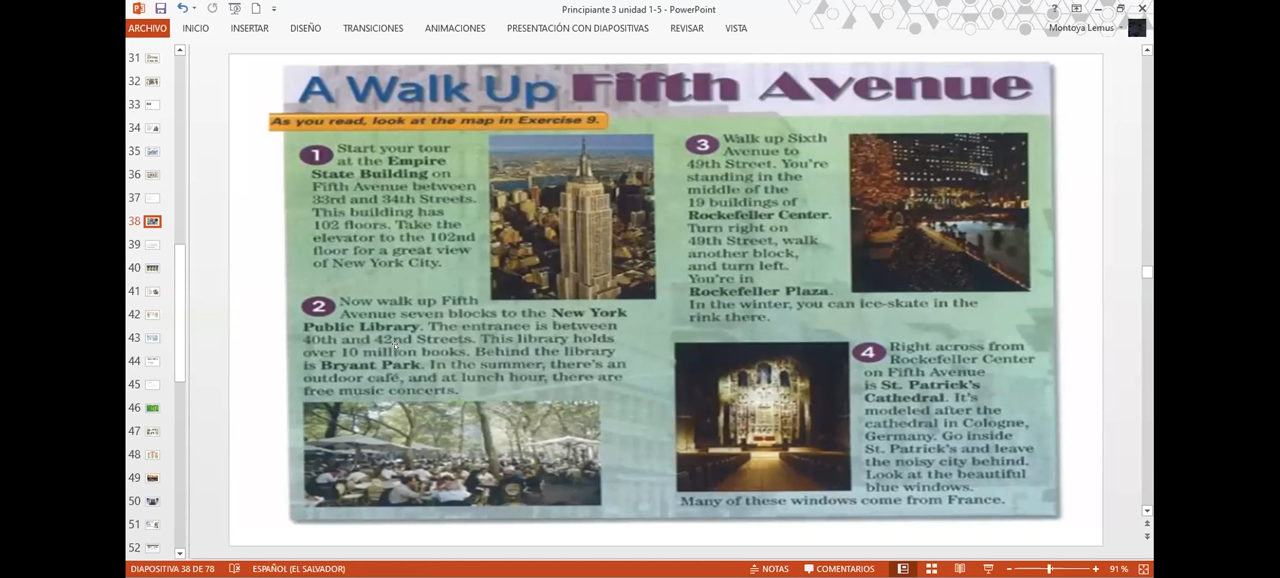 Principiante 3 unidad 1-5 - PowerPoint
ARCHIVO INICIO INSERTAR DISEÑO TRANSICIONES ANIMACIONES PRESENTACIÓN CON DIAPOSITIVAS REVISAR VISTA Montoya Lemus
31
32
33
34
35
36
37
38
39
40
41
42
43
44
45
46
47
48
49
50
51
52
A Walk Up Fifth Avenue
As you read, look at the map in Exercise 9.
1 Start your tour
at the Empire
State Building on
Fifth Avenue between
33rd and 34th Streets.
This building has
102 floors. Take the
elevator to the 102nd
floor for a great view
of New York City.
2 Now walk up Fifth
Avenue seven blocks to the New York
Public Library. The entrance is between
40th and 42nd Streets. This library holds
over 10 million books. Behind the library
is Bryant Park. In the summer, there's an
outdoor café, and at lunch hour, there are
free music concerts.
3 Walk up Sixth
Avenue to
49th Street. You're
standing in the
middle of the
19 buildings of
Rockefeller Center.
Turn right on
49th Street, walk
another block,
and turn left.
You're in
Rockefeller Plaza.
In the winter, you can ice-skate in the
rink there.
4 Right across from
Rockefeller Center
on Fifth Avenue
is St. Patrick's
Cathedral. It's
modeled after the
cathedral in Cologne,
Germany. Go inside
St. Patrick's and leave
the noisy city behind.
Look at the beautiful
blue windows.
Many of these windows come from France.
DIAPOSITIVA 38 DE 78 ESPAÑOL (EL SALVADOR) NOTAS COMENTARIOS 91 %